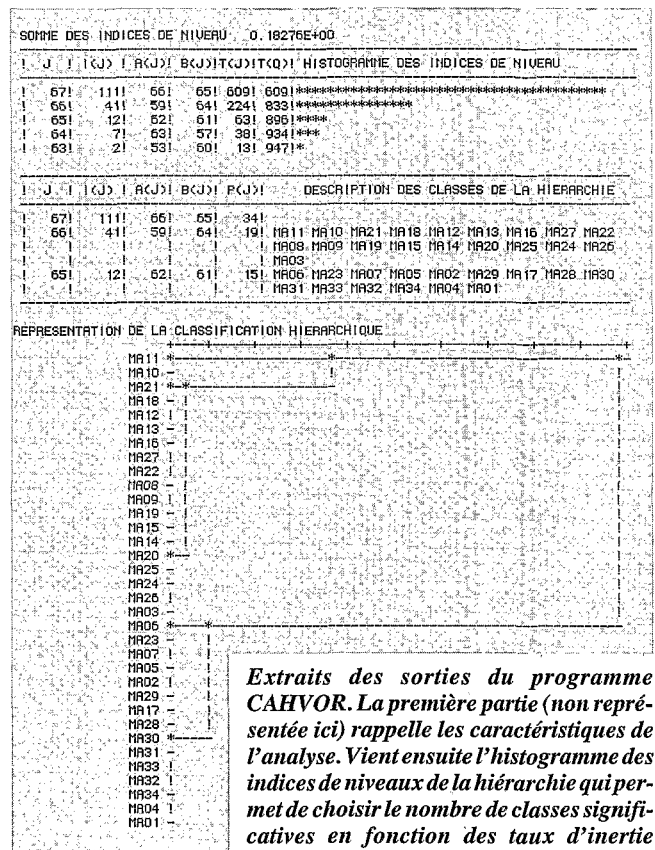 SOMME DES INDICES DE NIVEAU 0.18276E+00
! J ! I(J) ! A(J)! B(J)!T(J)!T(Q)! HISTOGRAMME DES INDICES DE NIVEAU
! 67! 111! 66! 65! 609! 609!*****************************************
! 66! 41! 59! 64! 224! 833!***************
! 65! 12! 62! 61! 63! 896!****
! 64! 7! 63! 57! 38! 934!***
! 63! 2! 53! 60! 13! 947!*
! J ! I(J) ! A(J)! B(J)! P(J)! DESCRIPTION DES CLASSES DE LA HIERARCHIE
! 67! 111! 66! 65! 34!
! 66! 41! 59! 64! 19! MA11 MA10 MA21 MA18 MA12 MA13 MA16 MA27 MA22
! ! ! ! ! ! MA08 MA09 MA19 MA15 MA14 MA20 MA25 MA24 MA26
! ! ! ! ! ! MA03
! 65! 12! 62! 61! 15! MA06 MA23 MA07 MA05 MA02 MA29 MA17 MA28 MA30
! ! ! ! ! ! MA31 MA33 MA32 MA34 MA04 MA01
REPRESENTATION DE LA CLASSIFICATION HIERARCHIQUE
MA11
MA10
MA21
MA18
MA12
MA13
MA16
MA27
MA22
MA08
MA09
MA19
MA15
MA14
MA20
MA25
MA24
MA26
MA03
MA06
MA23
MA07
MA05
MA02
MA29
MA17
MA28
MA30
MA31
MA33
MA32
MA34
MA04
MA01
Extraits des sorties du programme
CAHVOR. La première partie (non repré-
sentée ici) rappelle les caractéristiques de
l'analyse. Vient ensuite l'histogramme des
indices de niveaux de la hiérarchie qui per-
met de choisir le nombre de classes signifi-
catives en fonction des taux d'inertie